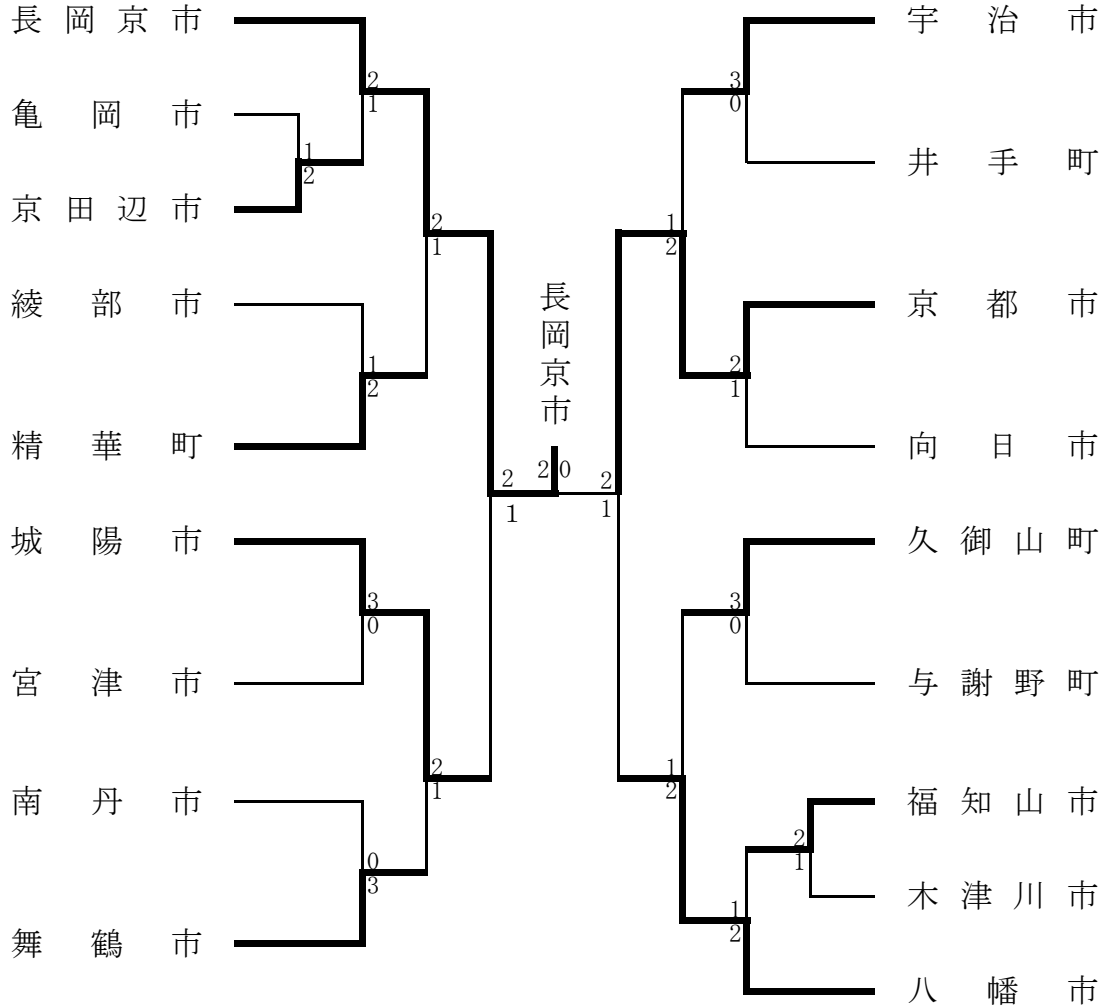 長岡京市
2
1
亀岡市
1
2
京田辺市
2
1
綾部市
1
2
精華町
城陽市
3
0
宮津市
2
1
南丹市
0
3
舞鶴市
長岡京市
2 0
2
1
2
1
宇治市
3
0
井手町
1
2
京都市
2
1
向日市
久御山町
3
0
与謝野町
1
2
福知山市
2
1
木津川市
1
2
八幡市